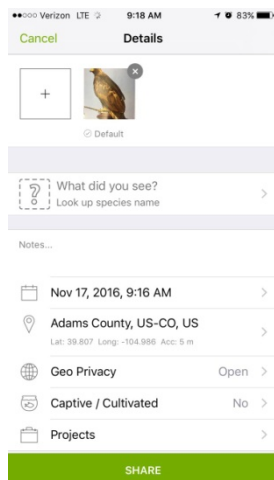 Verizon LTE 9:18 AM 83%
Cancel Details
+
Default
?
What did you see?
Look up species name
Notes...
Nov 17, 2016, 9:16 AM
Adams County, US-CO, US
Lat: 39.807 Long: -104.986 Acc: 5 m
Geo Privacy Open
Captive / Cultivated No
Projects
SHARE